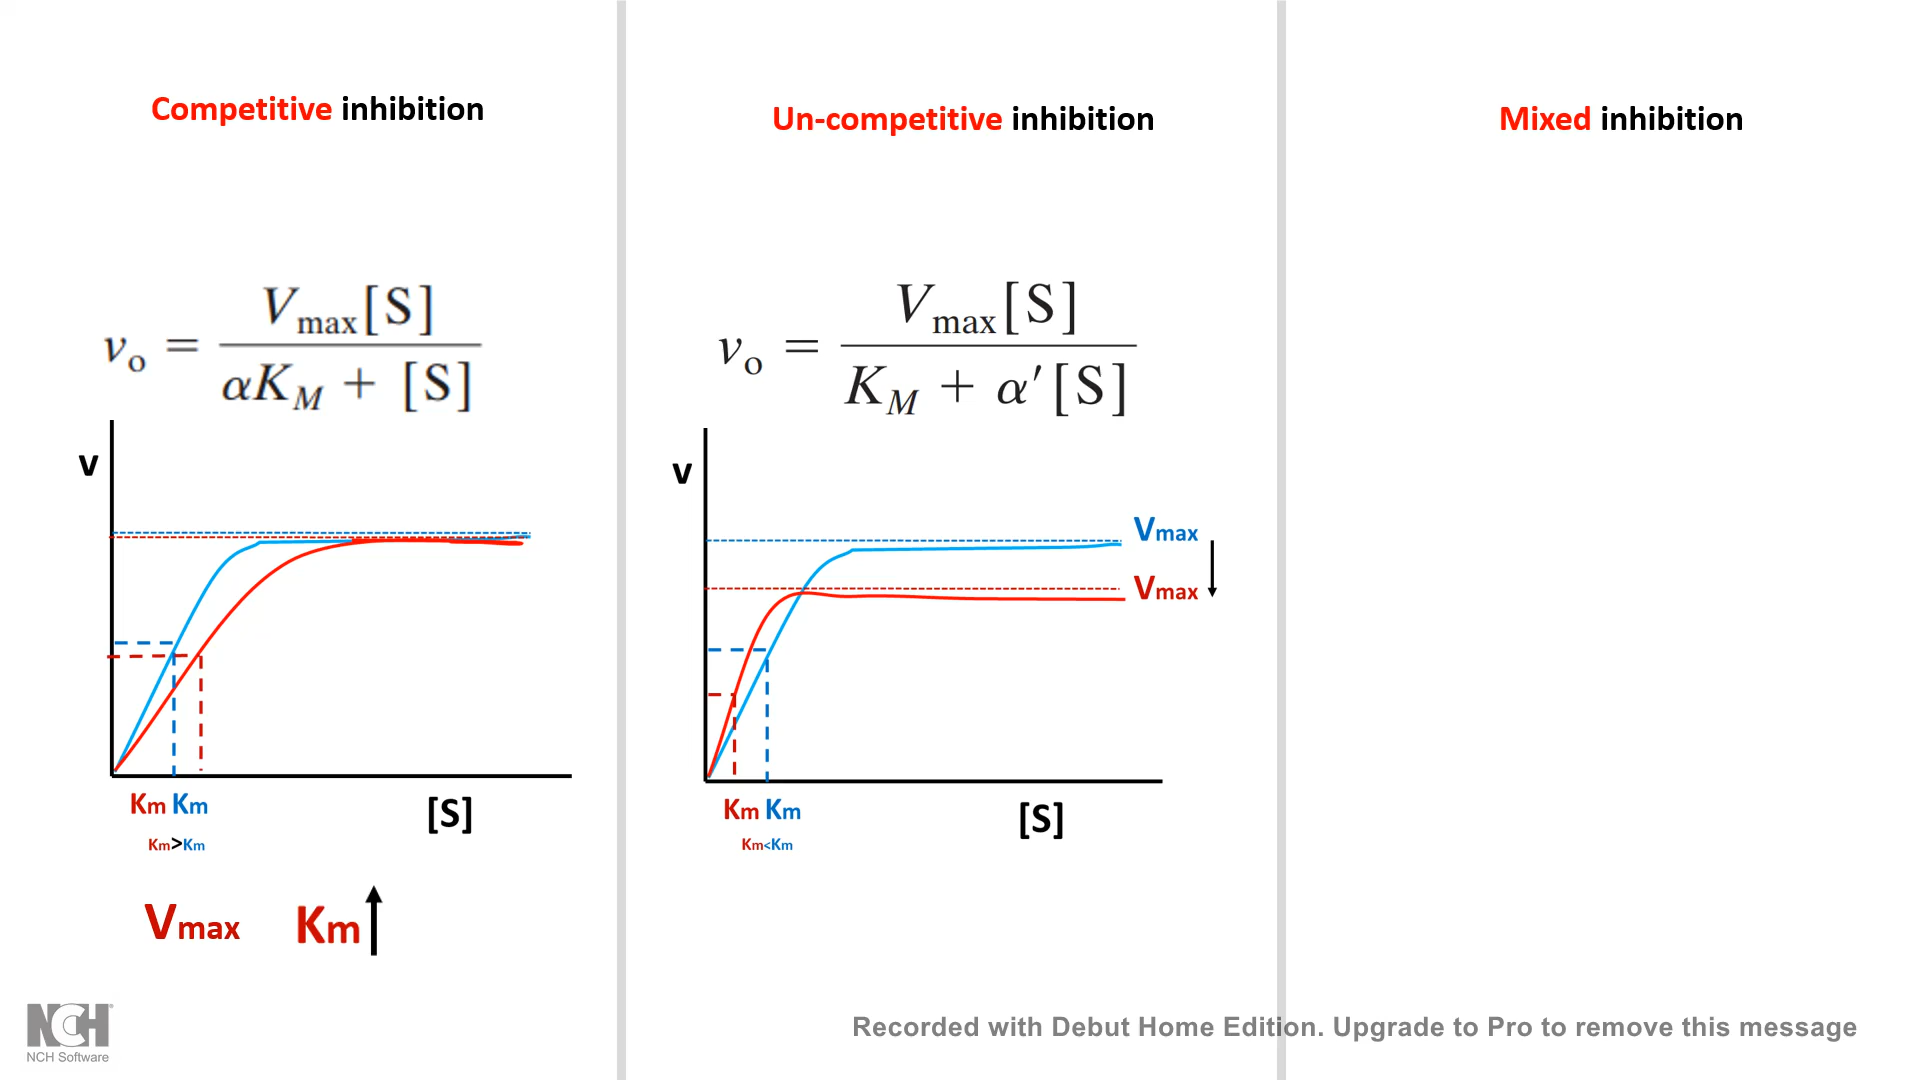 Competitive inhibition
v₀ = Vmax[S] / αKM + [S]
v
Km Km
[S]
Km>Km
Vmax Km
Un-competitive inhibition
v₀ = Vmax[S] / KM + α′[S]
v
Vmax
Vmax
Km Km
[S]
Km<Km
Mixed inhibition
NCH
NCH Software
Recorded with Debut Home Edition. Upgrade to Pro to remove this message